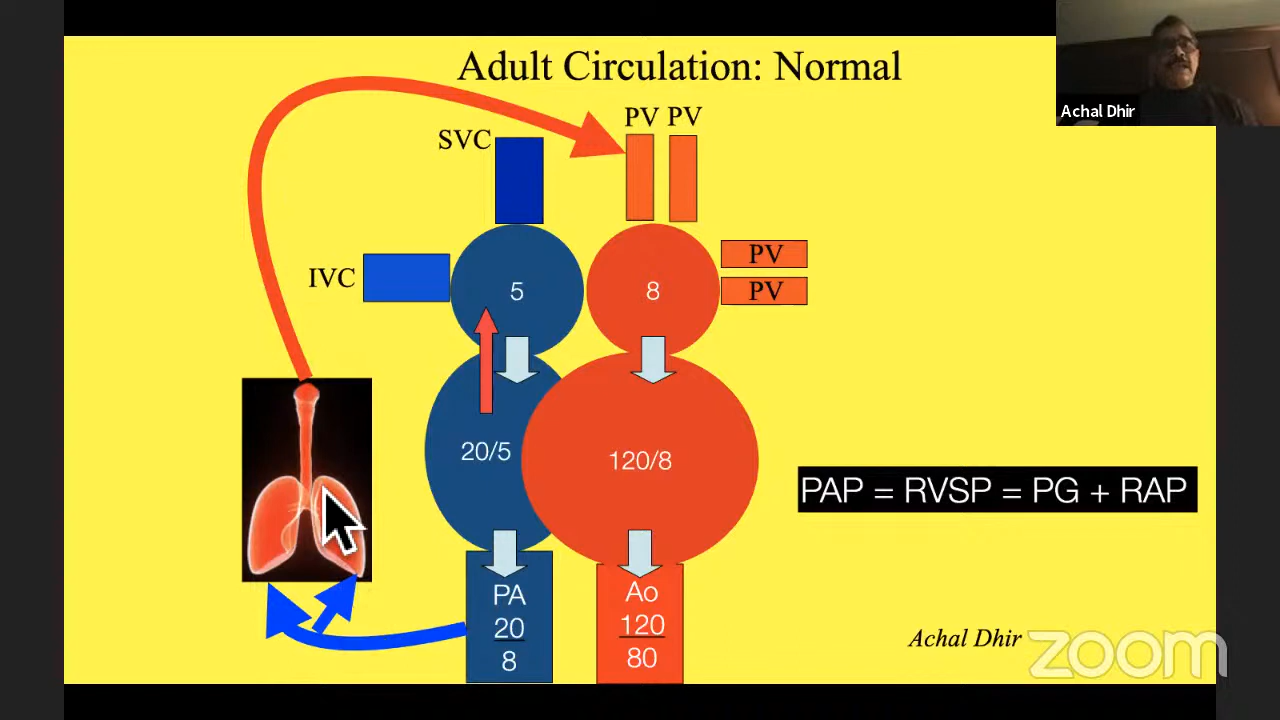 Adult Circulation: Normal
Achal Dhir
PV PV
SVC
PV
IVC
5
8
PV
20/5
120/8
PAP = RVSP = PG + RAP
PA
20
8
Ao
120
80
Achal Dhir
zoom